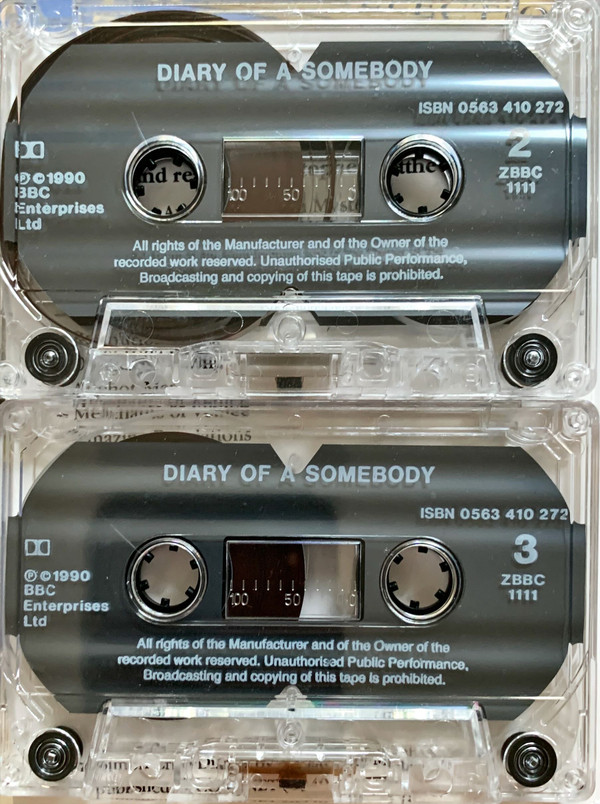 DIARY OF A SOMEBODY
ISBN 0563 410 272
2
ZBBC
1111
℗ © 1990
BBC
Enterprises
Ltd
nd re
100 50 0
All rights of the Manufacturer and of the Owner of the
recorded work reserved. Unauthorised Public Performance,
Broadcasting and copying of this tape is prohibited.
DIARY OF A SOMEBODY
ISBN 0563 410 272
3
ZBBC
1111
℗ © 1990
BBC
Enterprises
Ltd
100 50 0
All rights of the Manufacturer and of the Owner of the
recorded work reserved. Unauthorised Public Performance,
Broadcasting and copying of this tape is prohibited.